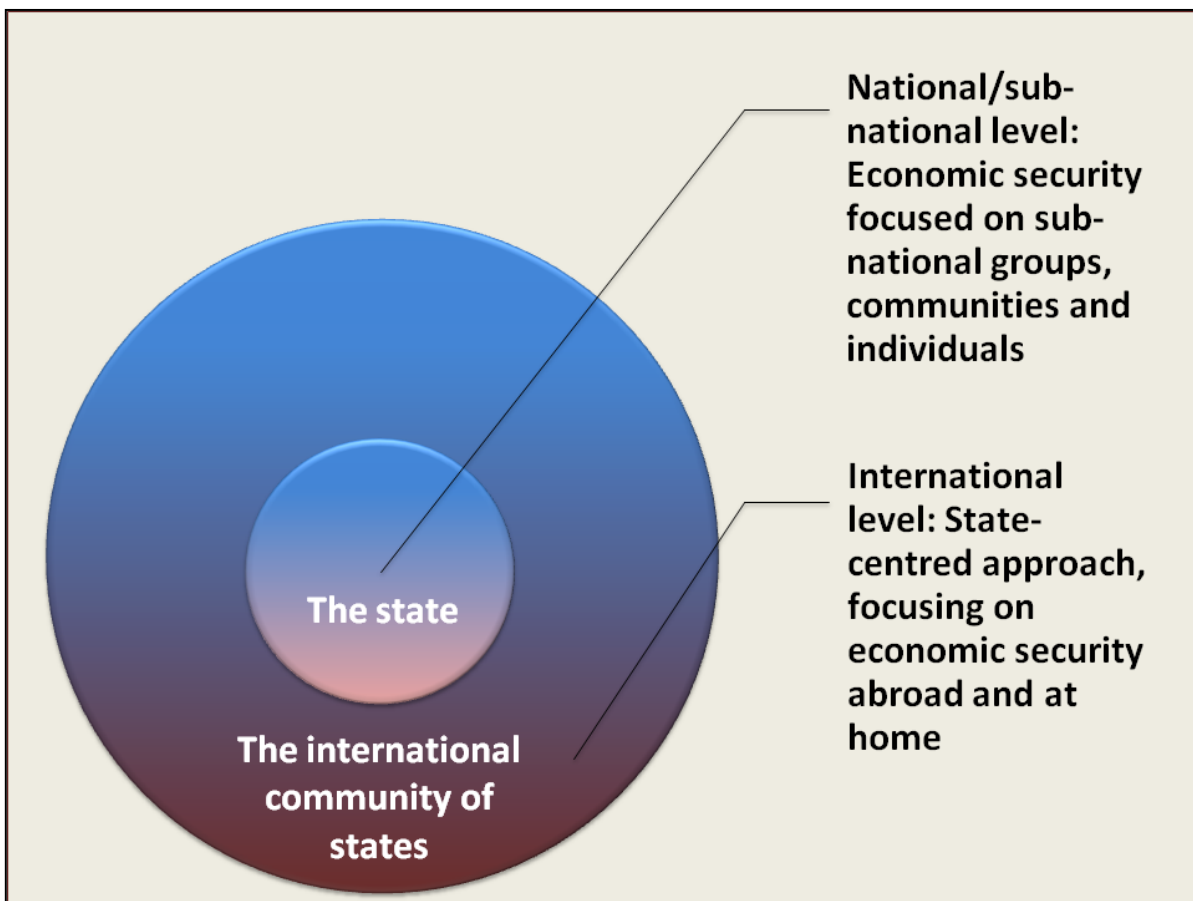 National/sub-
national level:
Economic security
focused on sub-
national groups,
communities and
individuals
International
level: State-
centred approach,
focusing on
economic security
abroad and at
home
The state
The international
community of
states